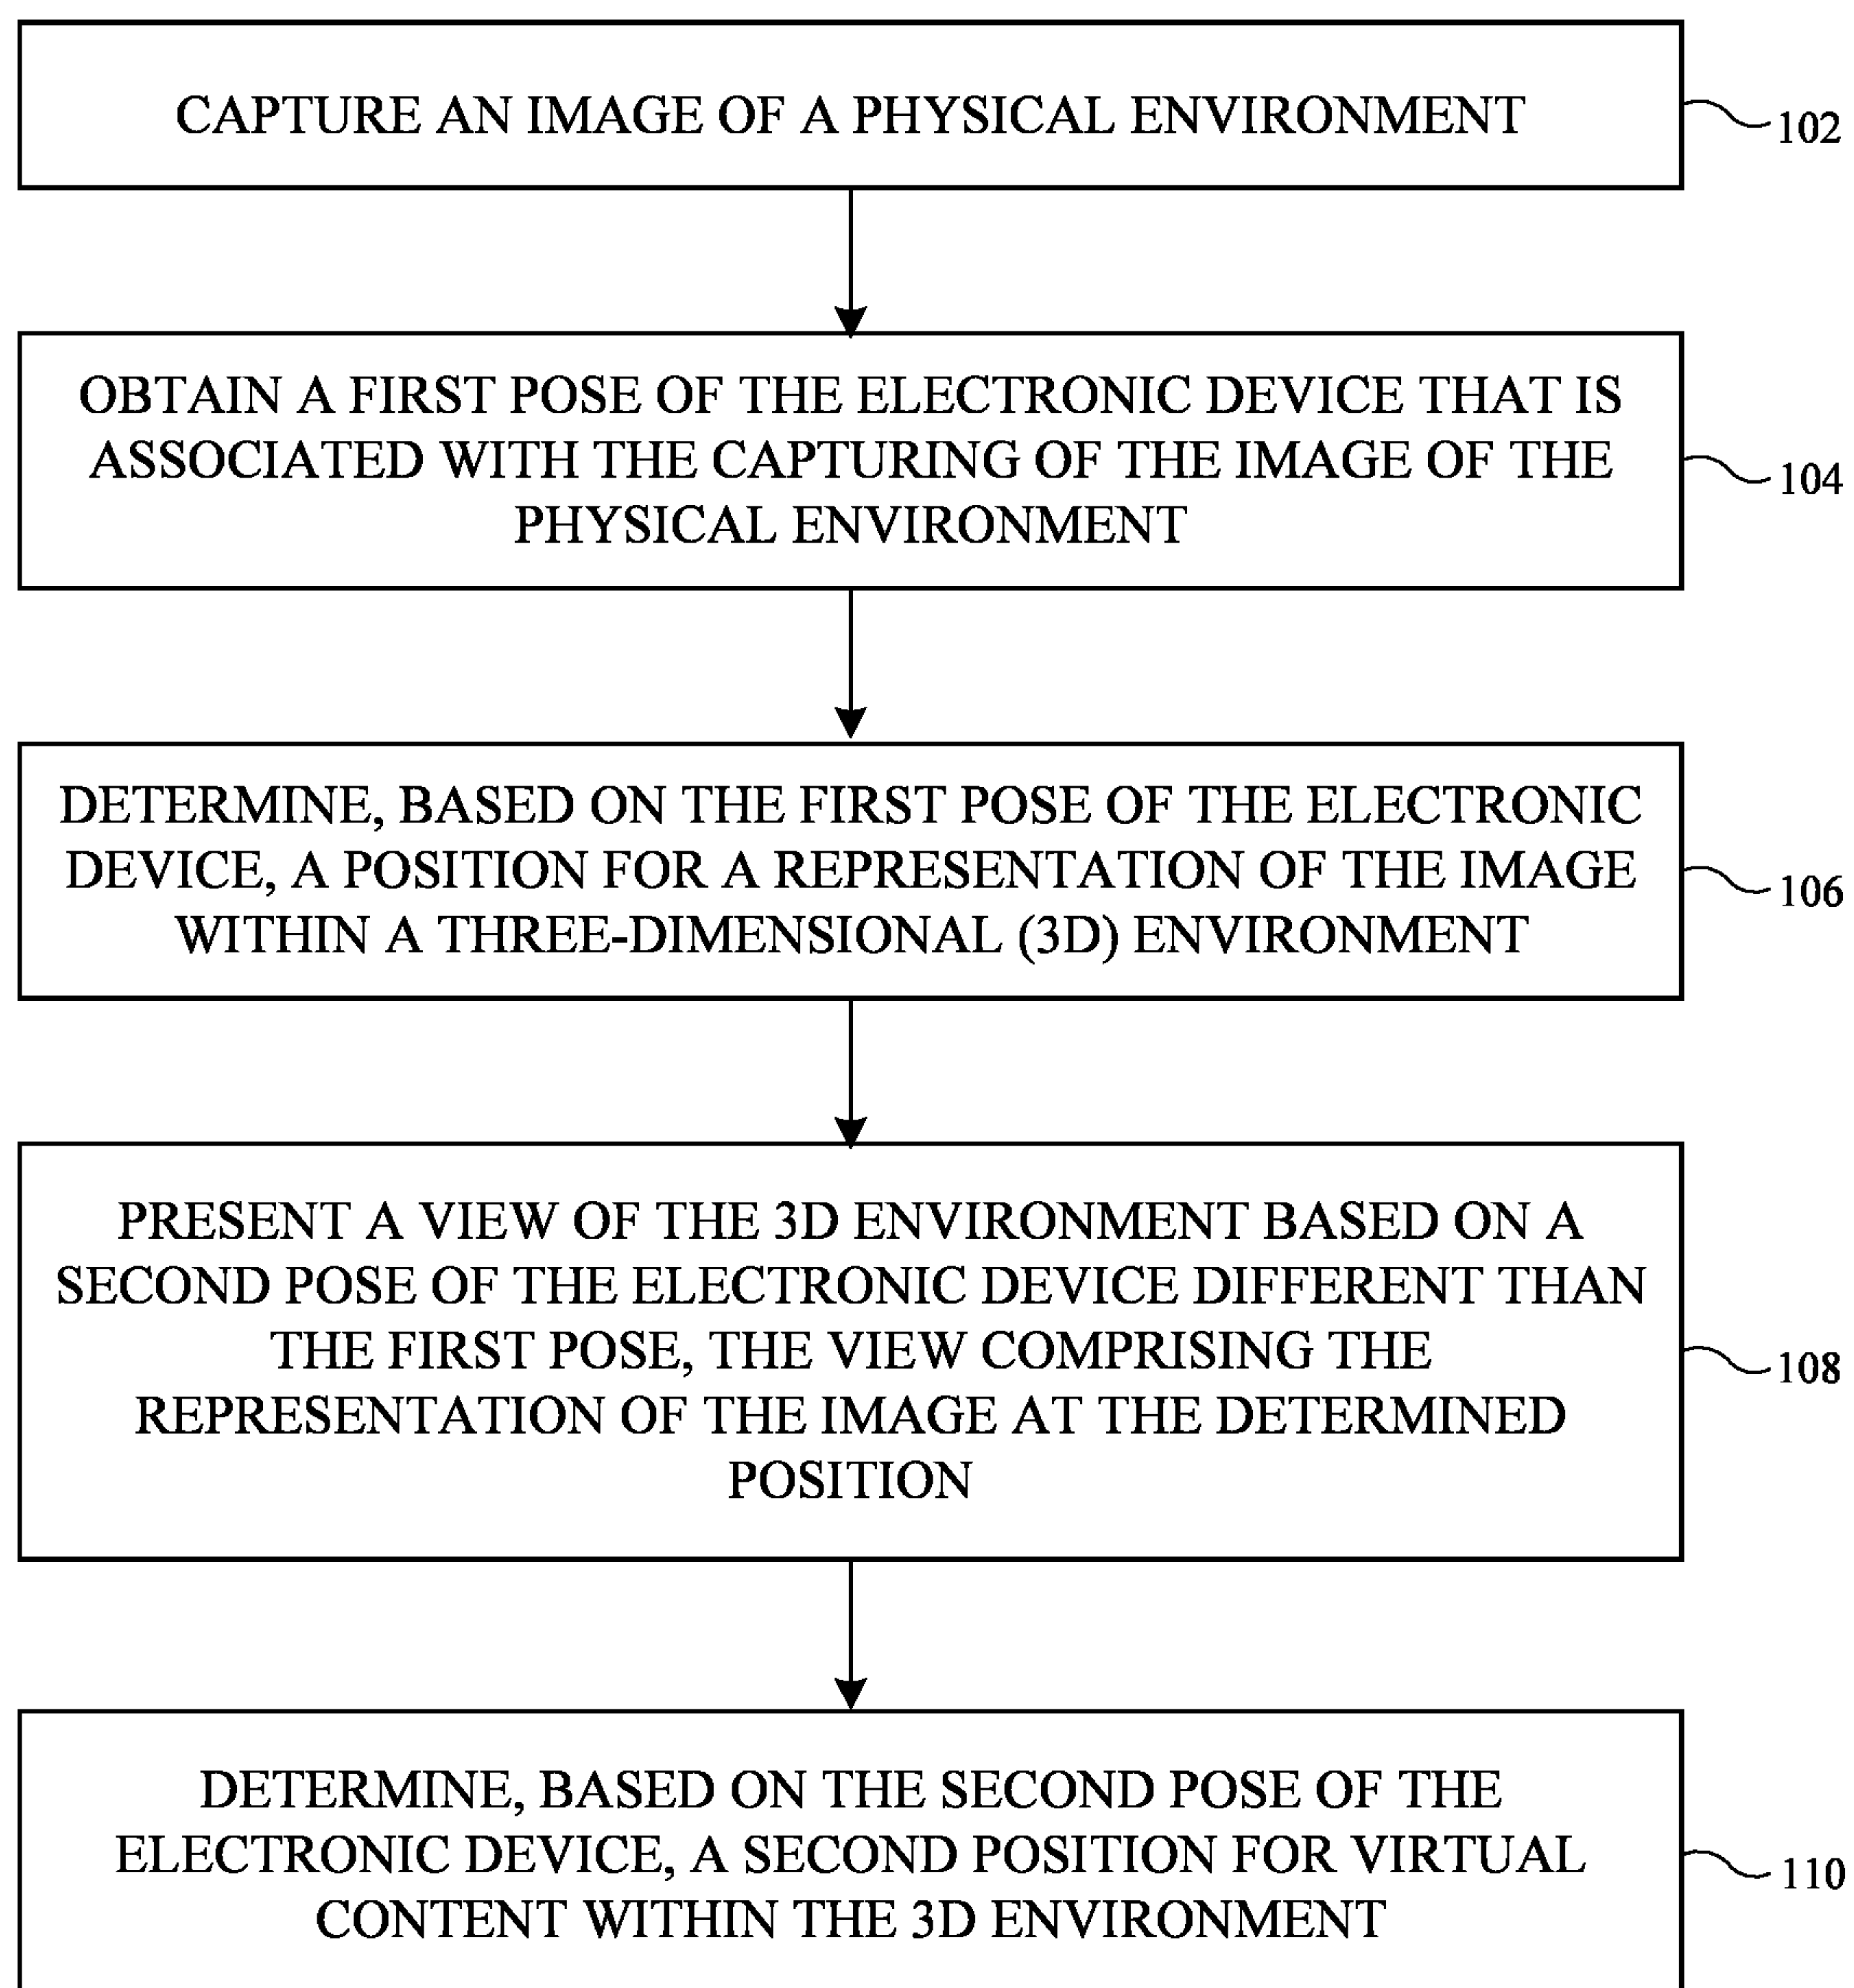 CAPTURE AN IMAGE OF A PHYSICAL ENVIRONMENT
102
OBTAIN A FIRST POSE OF THE ELECTRONIC DEVICE THAT IS
ASSOCIATED WITH THE CAPTURING OF THE IMAGE OF THE
PHYSICAL ENVIRONMENT
104
DETERMINE, BASED ON THE FIRST POSE OF THE ELECTRONIC
DEVICE, A POSITION FOR A REPRESENTATION OF THE IMAGE
WITHIN A THREE-DIMENSIONAL (3D) ENVIRONMENT
106
PRESENT A VIEW OF THE 3D ENVIRONMENT BASED ON A
SECOND POSE OF THE ELECTRONIC DEVICE DIFFERENT THAN
THE FIRST POSE, THE VIEW COMPRISING THE
REPRESENTATION OF THE IMAGE AT THE DETERMINED
POSITION
108
DETERMINE, BASED ON THE SECOND POSE OF THE
ELECTRONIC DEVICE, A SECOND POSITION FOR VIRTUAL
CONTENT WITHIN THE 3D ENVIRONMENT
110